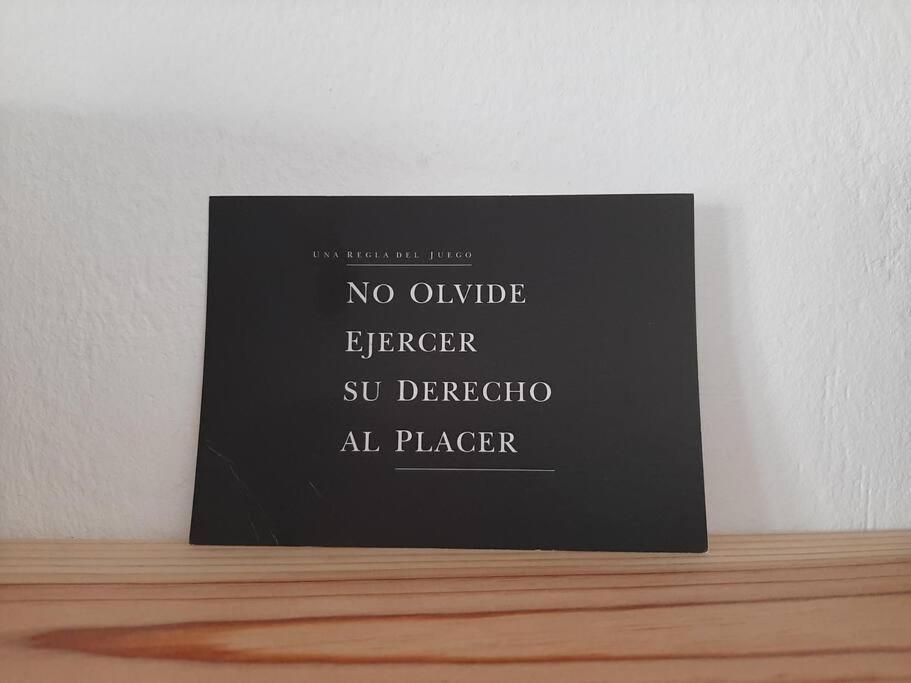 Una Regla del Juego
No Olvide
Ejercer
su Derecho
al Placer